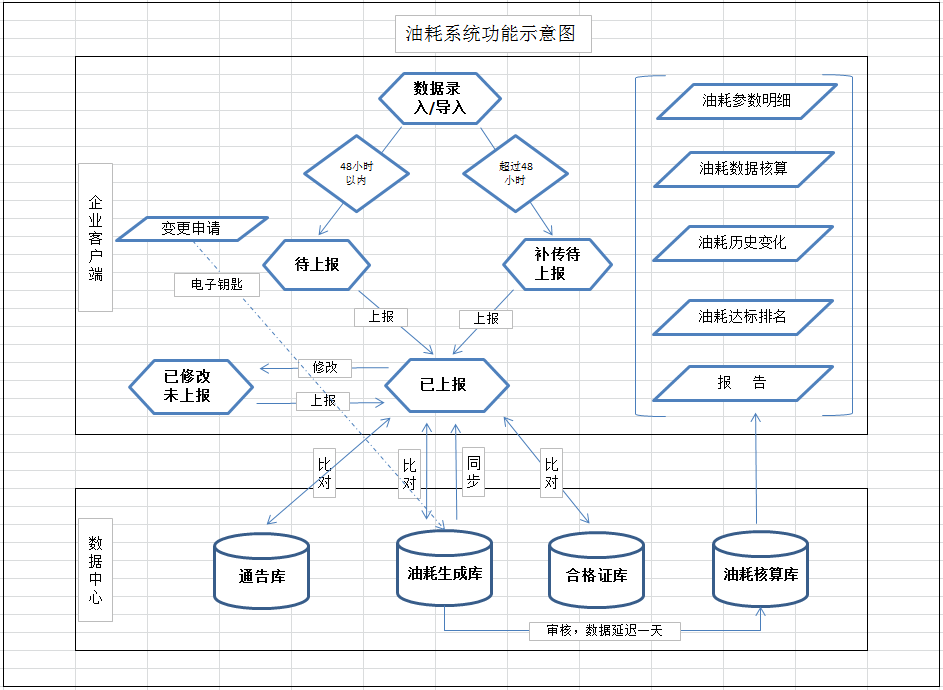 油耗系统功能示意图
数据录
入/导入
油耗参数明细
48小时
以内
超过48
小时
油耗数据核算
企业客户端
变更申请
待上报
补传待
上报
油耗历史变化
电子钥匙
上报
上报
油耗达标排名
已修改
未上报
修改
上报
已上报
报 告
比对
比对
同步
比对
数据中心
通告库
油耗生成库
合格证库
油耗核算库
审核，数据延迟一天